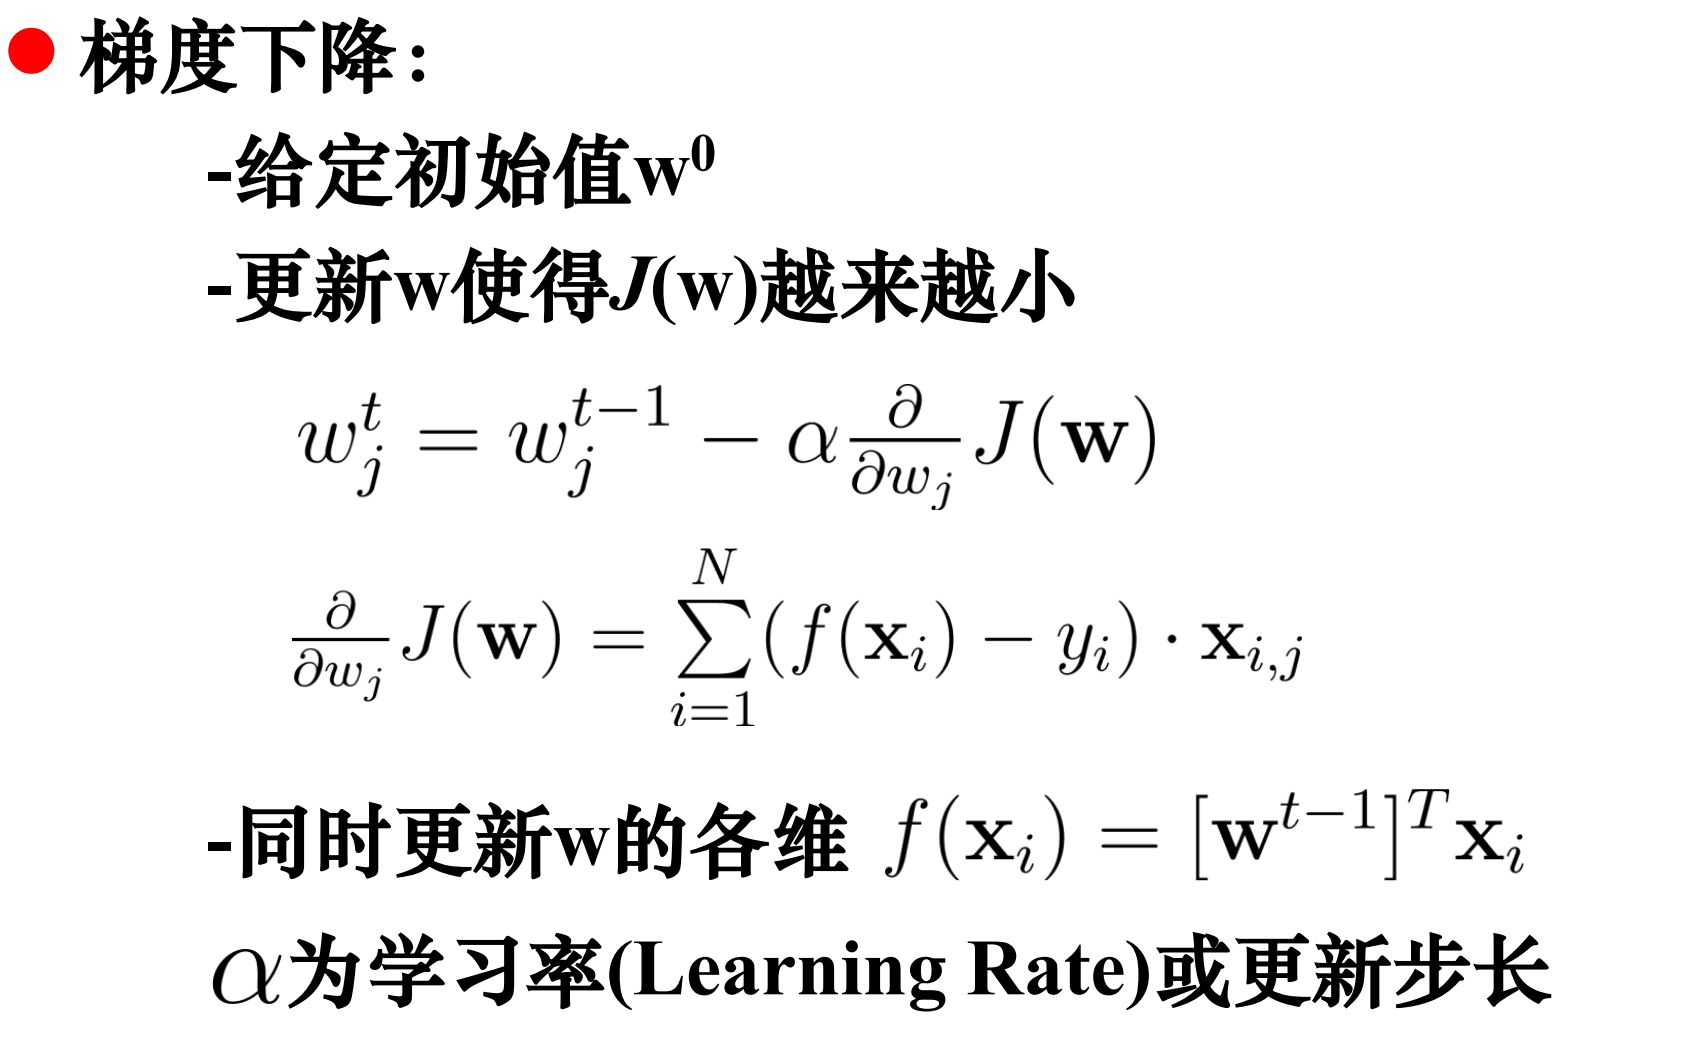 ● 梯度下降：
-给定初始值w⁰
-更新w使得J(w)越来越小
$w_j^t = w_j^{t-1} - \alpha \frac{\partial}{\partial w_j} J(\mathbf{w})$
$\frac{\partial}{\partial w_j} J(\mathbf{w}) = \sum_{i=1}^{N} (f(\mathbf{x}_i) - y_i) \cdot \mathbf{x}_{i,j}$
-同时更新w的各维 $f(\mathbf{x}_i) = [\mathbf{w}^{t-1}]^T \mathbf{x}_i$
α为学习率(Learning Rate)或更新步长